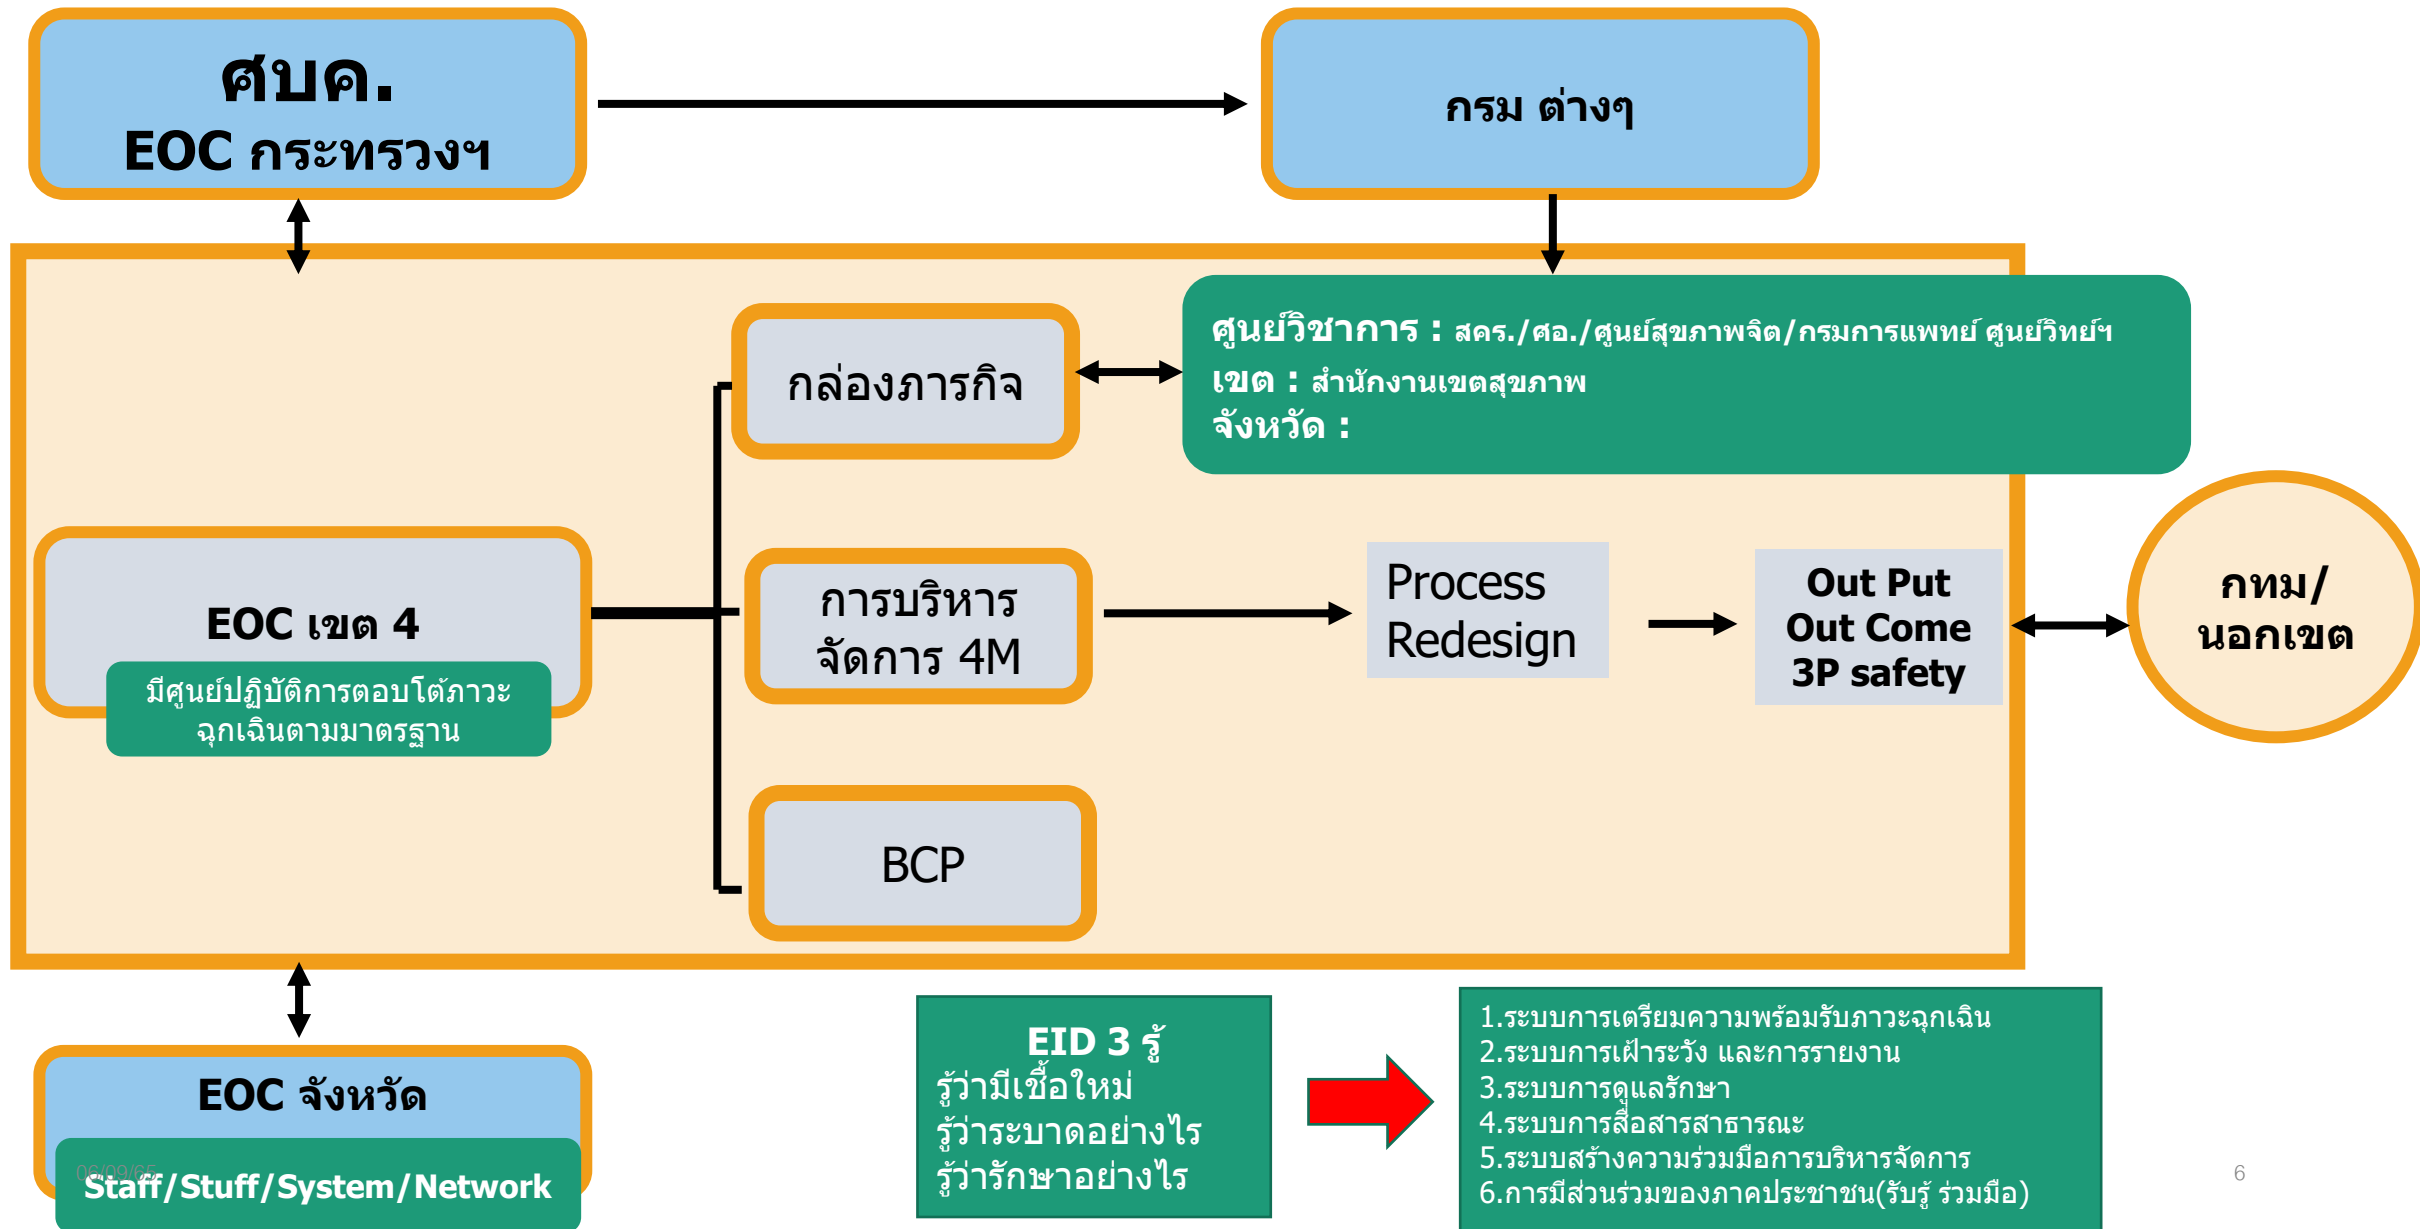 ศบค.
EOC กระทรวงฯ
กรม ต่างๆ
กล่องภารกิจ
ศูนย์วิชาการ : สคร./ศอ./ศูนย์สุขภาพจิต/กรมการแพทย์ ศูนย์วิทย์ฯ
เขต : สำนักงานเขตสุขภาพ
จังหวัด :
EOC เขต 4
มีศูนย์ปฏิบัติการตอบโต้ภาวะ
ฉุกเฉินตามมาตรฐาน
การบริหาร
จัดการ 4M
Process
Redesign
Out Put
Out Come
3P safety
กทม/
นอกเขต
BCP
EOC จังหวัด
Staff/Stuff/System/Network
06/09/65
EID 3 รู้
รู้ว่ามีเชื้อใหม่
รู้ว่าระบาดอย่างไร
รู้ว่ารักษาอย่างไร
1.ระบบการเตรียมความพร้อมรับภาวะฉุกเฉิน
2.ระบบการเฝ้าระวัง และการรายงาน
3.ระบบการดูแลรักษา
4.ระบบการสื่อสารสาธารณะ
5.ระบบสร้างความร่วมมือการบริหารจัดการ
6.การมีส่วนร่วมของภาคประชาชน(รับรู้ ร่วมมือ)
6